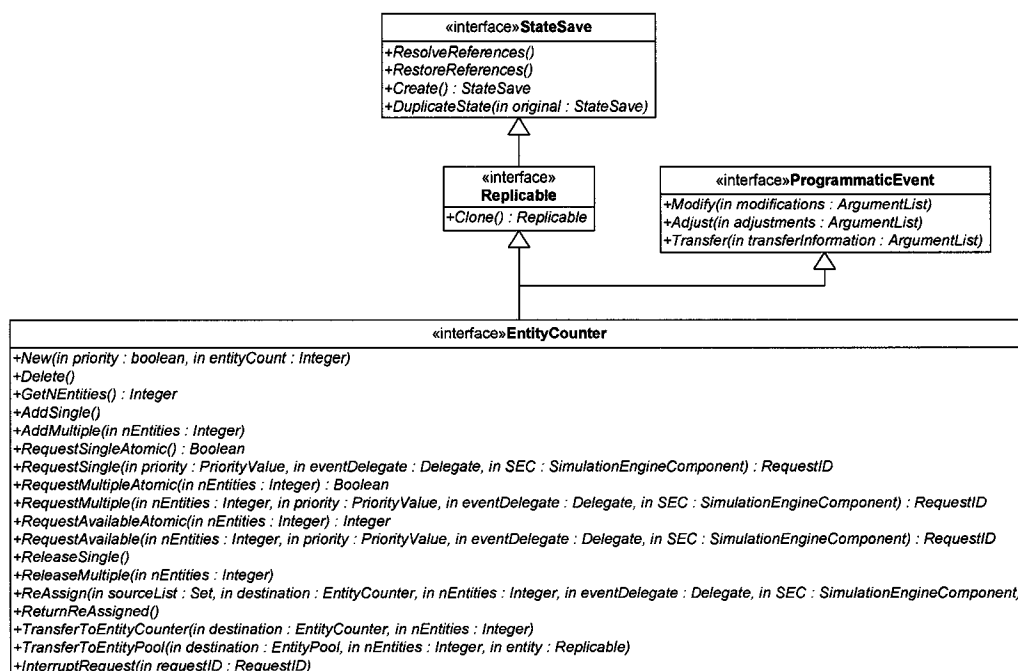 «interface»StateSave
+ResolveReferences()
+RestoreReferences()
+Create() : StateSave
+DuplicateState(in original : StateSave)
«interface»
Replicable
+Clone() : Replicable
«interface»ProgrammaticEvent
+Modify(in modifications : ArgumentList)
+Adjust(in adjustments : ArgumentList)
+Transfer(in transferInformation : ArgumentList)
«interface»EntityCounter
+New(in priority : boolean, in entityCount : Integer)
+Delete()
+GetNEntities() : Integer
+AddSingle()
+AddMultiple(in nEntities : Integer)
+RequestSingleAtomic() : Boolean
+RequestSingle(in priority : PriorityValue, in eventDelegate : Delegate, in SEC : SimulationEngineComponent) : RequestID
+RequestMultipleAtomic(in nEntities : Integer) : Boolean
+RequestMultiple(in nEntities : Integer, in priority : PriorityValue, in eventDelegate : Delegate, in SEC : SimulationEngineComponent) : RequestID
+RequestAvailableAtomic(in nEntities : Integer) : Integer
+RequestAvailable(in nEntities : Integer, in priority : PriorityValue, in eventDelegate : Delegate, in SEC : SimulationEngineComponent) : RequestID
+ReleaseSingle()
+ReleaseMultiple(in nEntities : Integer)
+ReAssign(in sourceList : Set, in destination : EntityCounter, in nEntities : Integer, in eventDelegate : Delegate, in SEC : SimulationEngineComponent,
+ReturnReAssigned()
+TransferToEntityCounter(in destination : EntityCounter, in nEntities : Integer)
+TransferToEntityPool(in destination : EntityPool, in nEntities : Integer, in entity : Replicable)
+InterruptRequest(in requestID : RequestID)